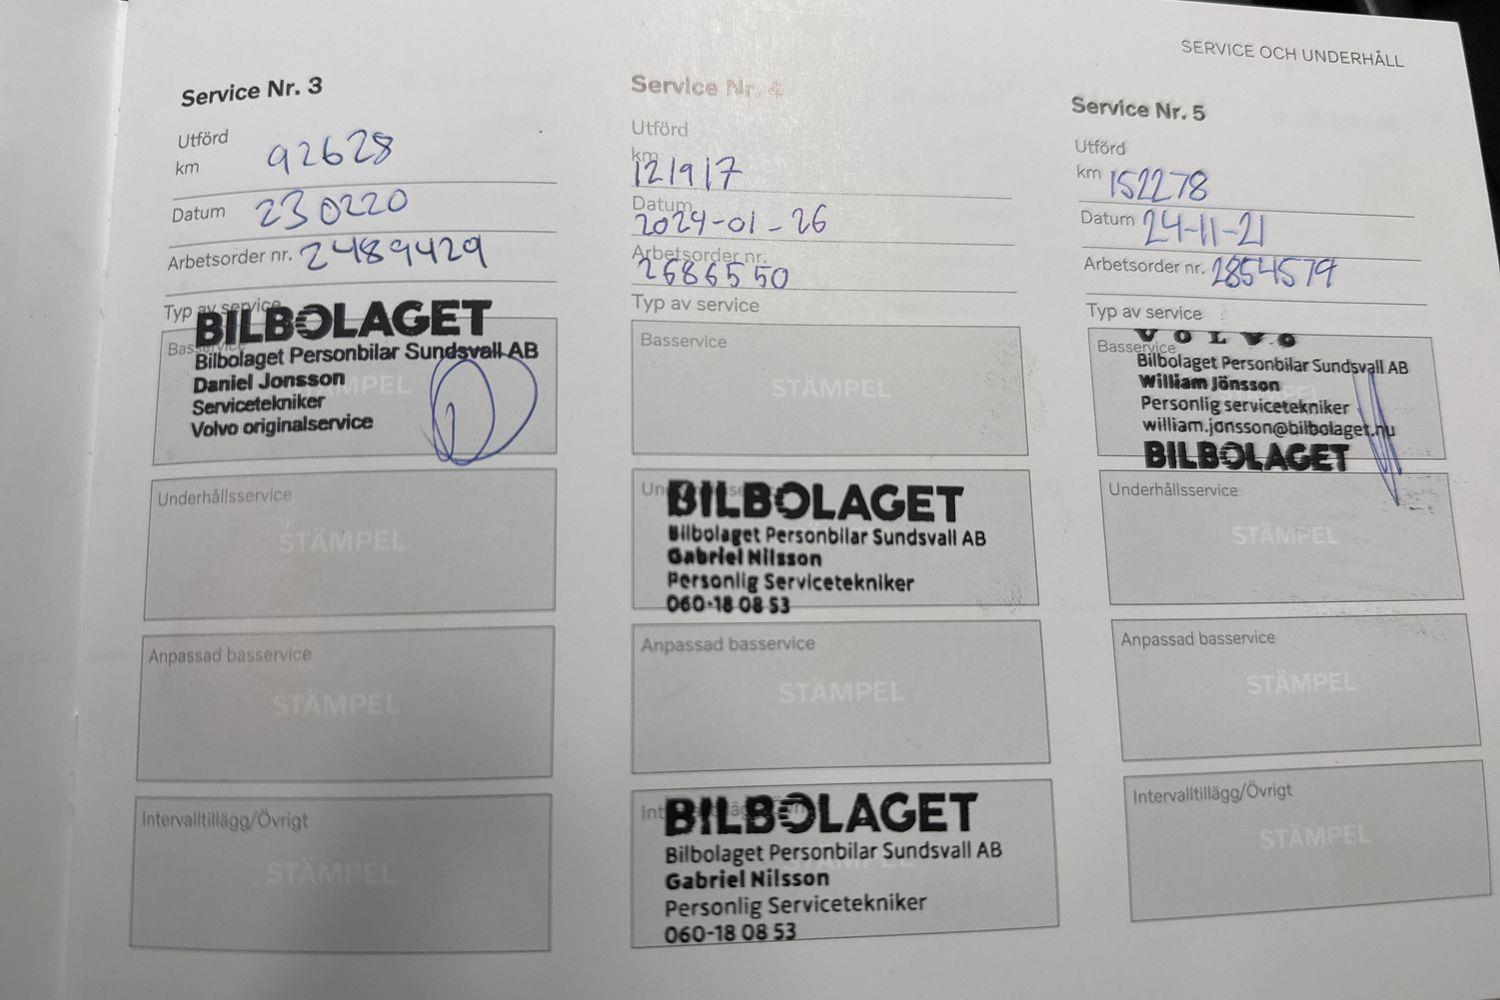 SERVICE OCH UNDERHÅLL
Service Nr. 3
Utförd
km 92628
Datum 230220
Arbetsorder nr. 2489429
Typ av service
Basservice
BILBOLAGET
Bilbolaget Personbilar Sundsvall AB
Daniel Jonsson
Servicetekniker
Volvo originalservice
STÄMPEL
Underhållsservice
STÄMPEL
Anpassad basservice
STÄMPEL
Intervalltillägg/Övrigt
STÄMPEL
Service Nr. 4
Utförd
km 121917
Datum 2024-01-26
Arbetsorder nr. 2686550
Typ av service
Basservice
STÄMPEL
BILBOLAGET
Bilbolaget Personbilar Sundsvall AB
Gabriel Nilsson
Personlig Servicetekniker
060-18 08 53
Anpassad basservice
STÄMPEL
BILBOLAGET
Bilbolaget Personbilar Sundsvall AB
Gabriel Nilsson
Personlig Servicetekniker
060-18 08 53
Service Nr. 5
Utförd
km 152278
Datum 24-11-21
Arbetsorder nr. 2854579
Typ av service
Basservice
VOLVO
Bilbolaget Personbilar Sundsvall AB
William Jönsson
Personlig servicetekniker
william.jonsson@bilbolaget.nu
BILBOLAGET
Underhållsservice
STÄMPEL
Anpassad basservice
STÄMPEL
Intervalltillägg/Övrigt
STÄMPEL